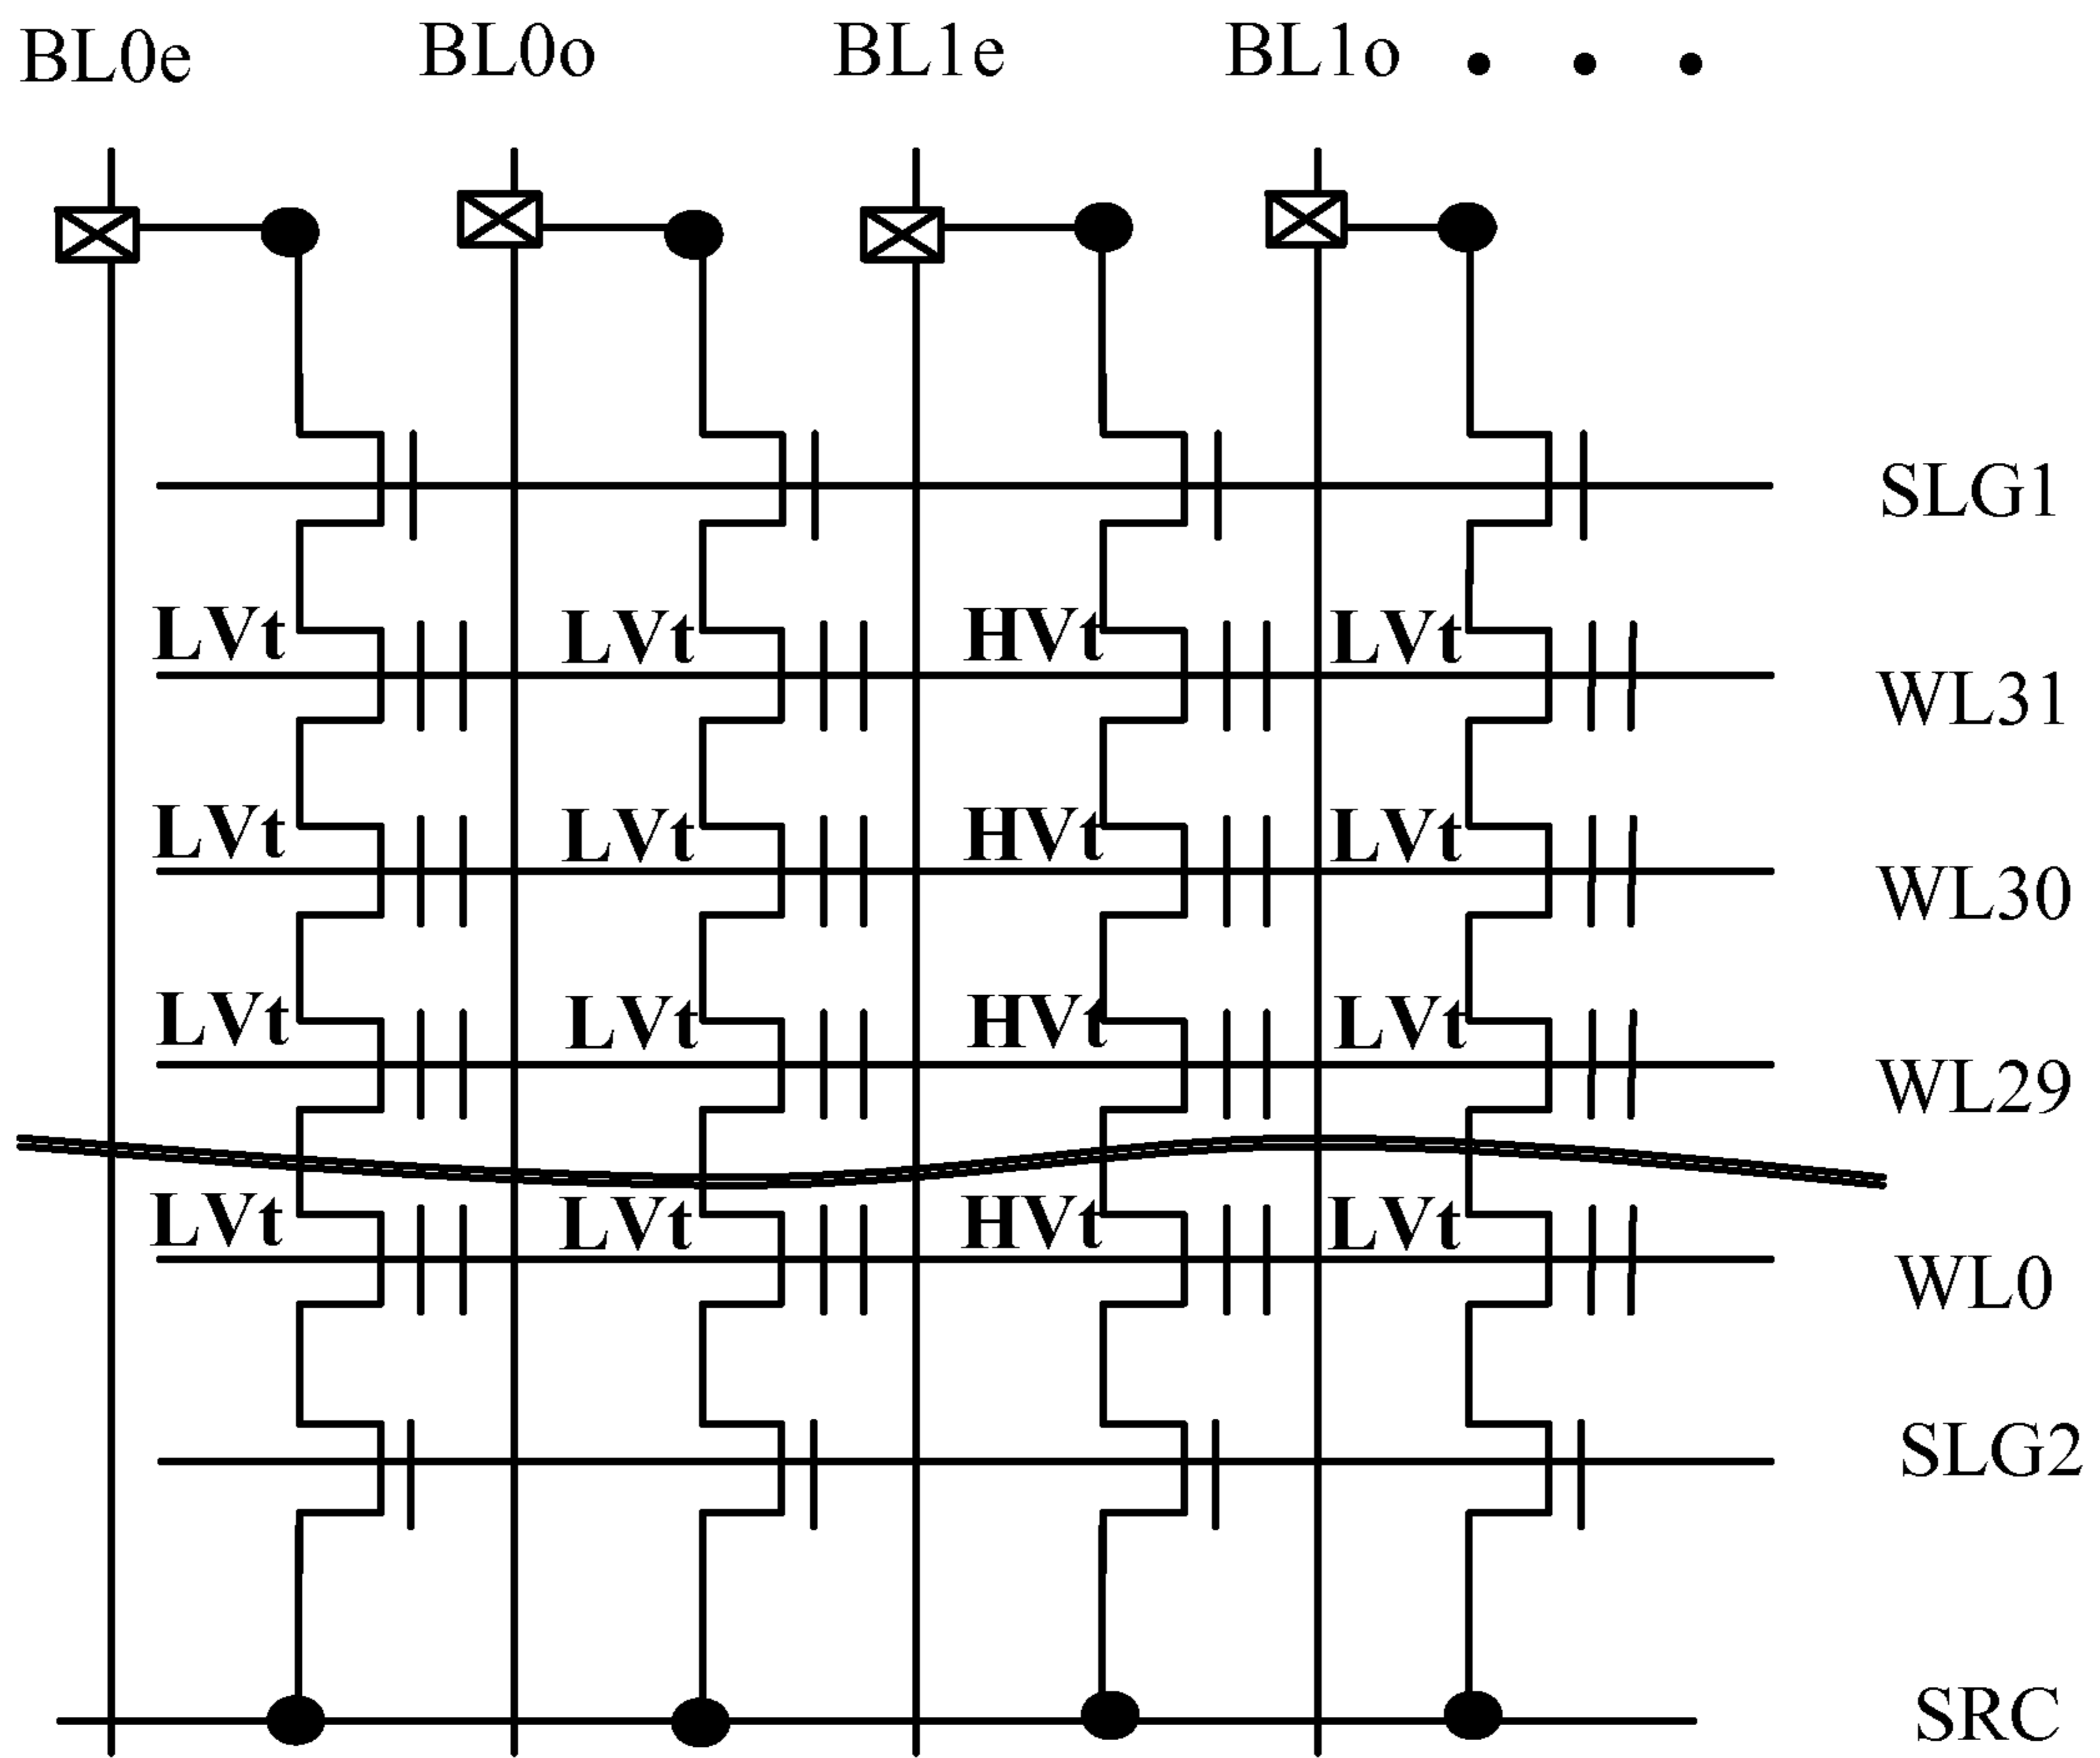 BL0e BL0o BL1e BL1o . . .
SLG1
LVt LVt HVt LVt
WL31
LVt LVt HVt LVt
WL30
LVt LVt HVt LVt
WL29
LVt LVt HVt LVt
WL0
SLG2
SRC